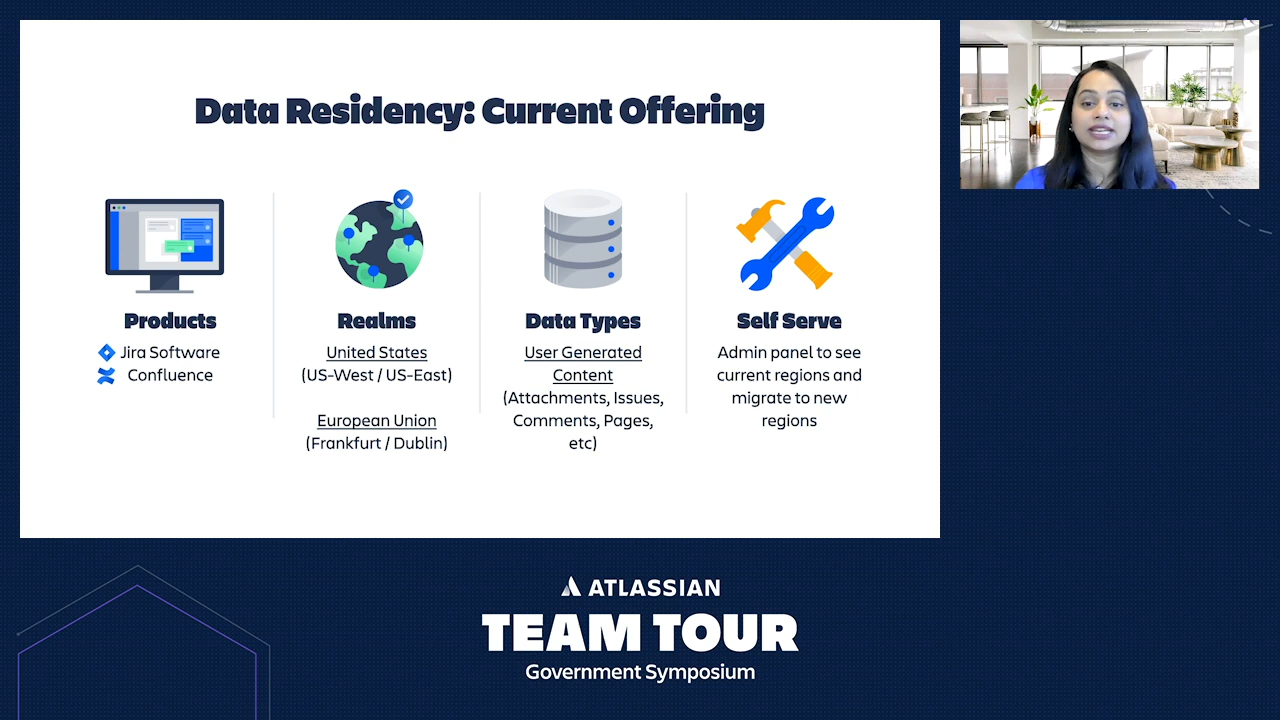 Data Residency: Current Offering
Products
Jira Software
Confluence
Realms
United States
(US-West / US-East)
European Union
(Frankfurt / Dublin)
Data Types
User Generated
Content
(Attachments, Issues,
Comments, Pages,
etc)
Self Serve
Admin panel to see
current regions and
migrate to new
regions
ATLASSIAN
TEAM TOUR
Government Symposium